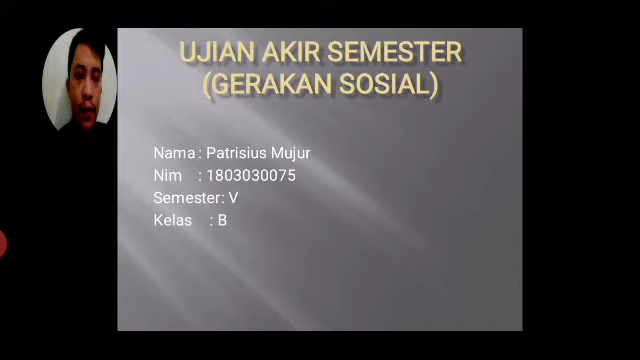 UJIAN AKIR SEMESTER
(GERAKAN SOSIAL)
Nama : Patrisius Mujur
Nim : 1803030075
Semester: V
Kelas : B